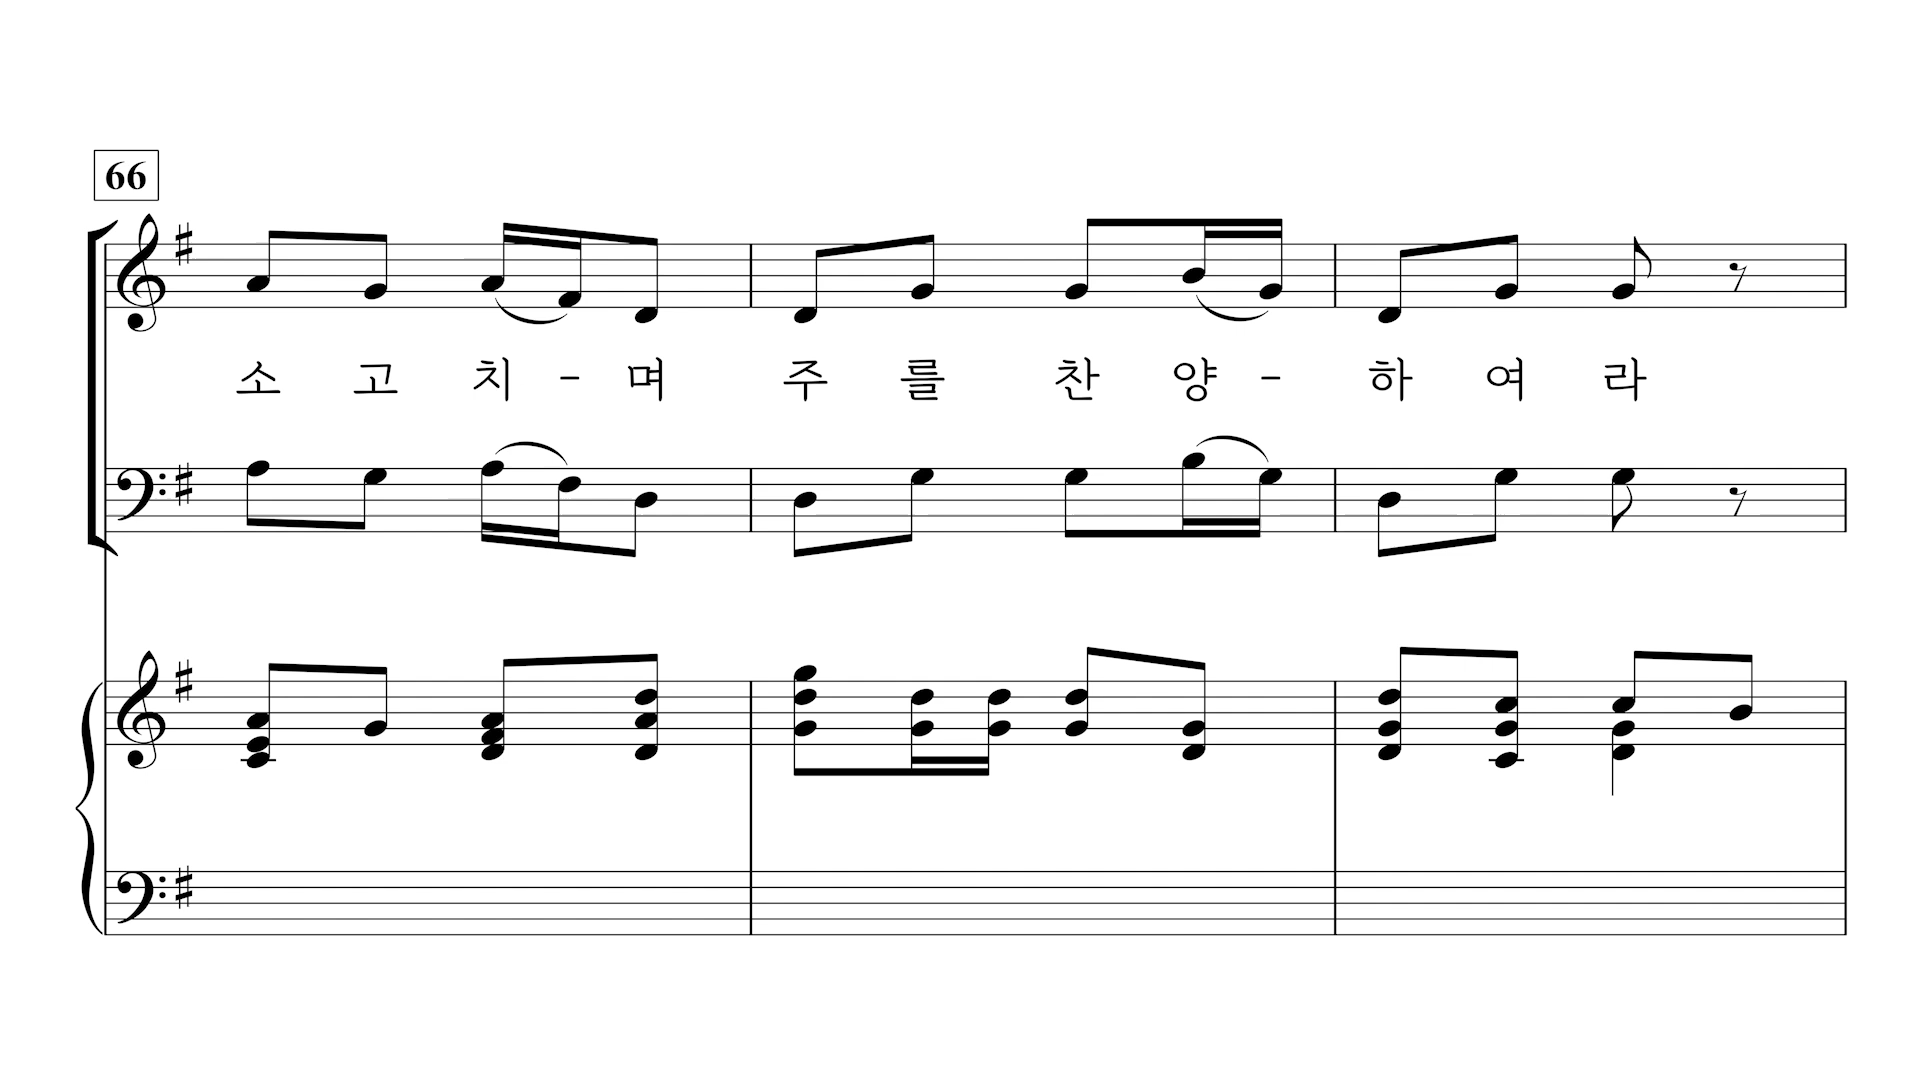 66
소 고 치 - 며 주 를 찬 양 - 하 여 라